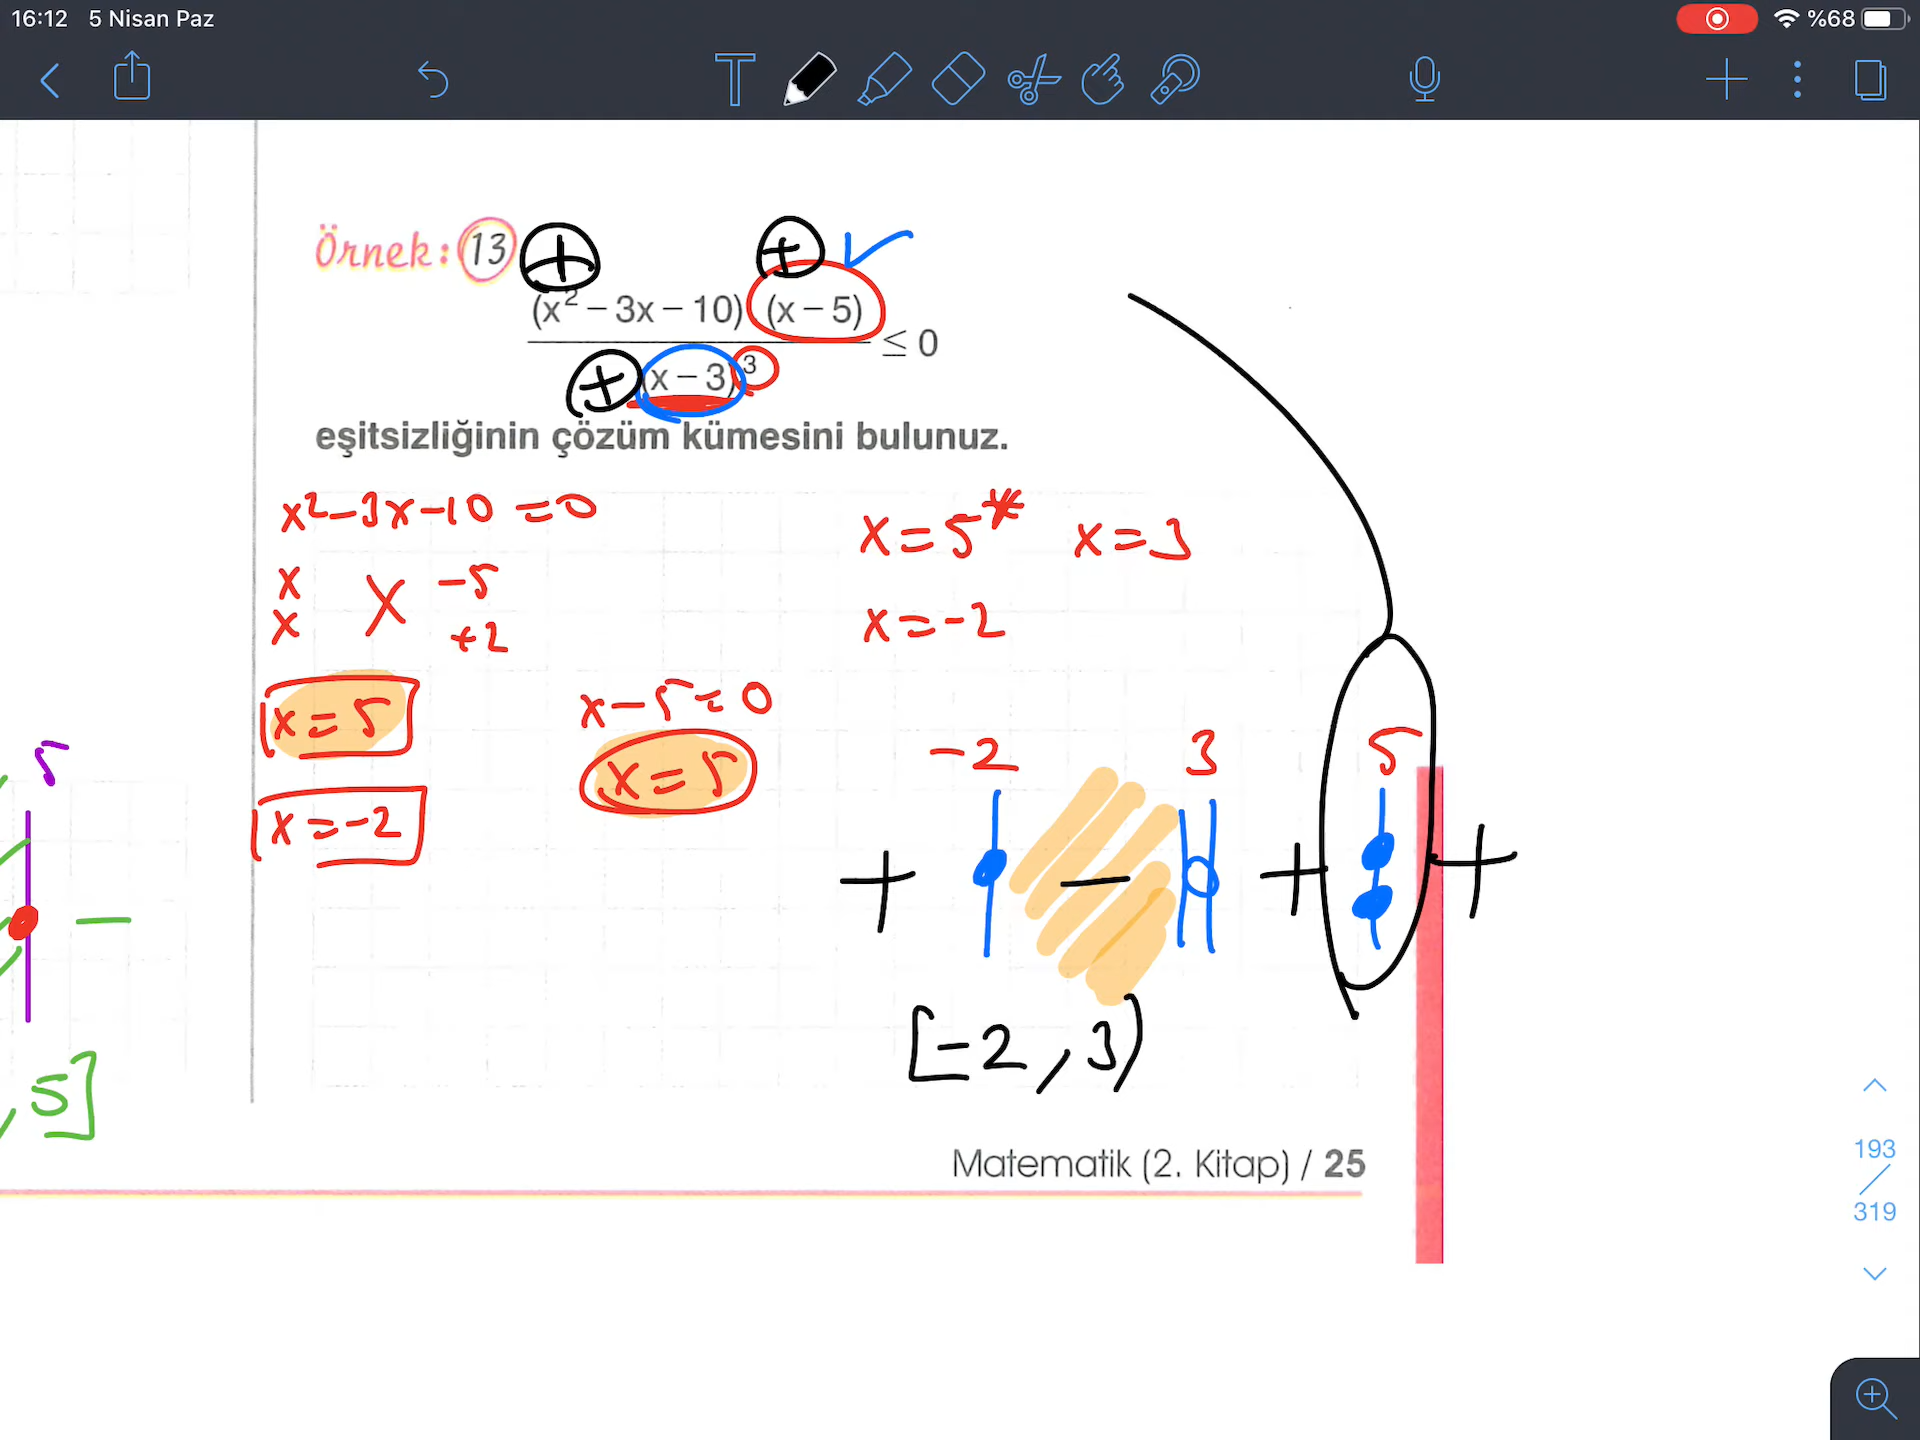 16:12 5 Nisan Paz
%68
Örnek: 13 + +
(x² – 3x – 10) (x – 5)
≤ 0
+ (x – 3)³
eşitsizliğinin çözüm kümesini bulunuz.
x²–3x–10 =0
x –5
x +2
x=5* x=3
x=-2
x=5
x=-2
x–5=0
x=5
-2 3 5
+ – + +
[-2,3)
5
–
,5]
Matematik (2. Kitap) / 25
193
319